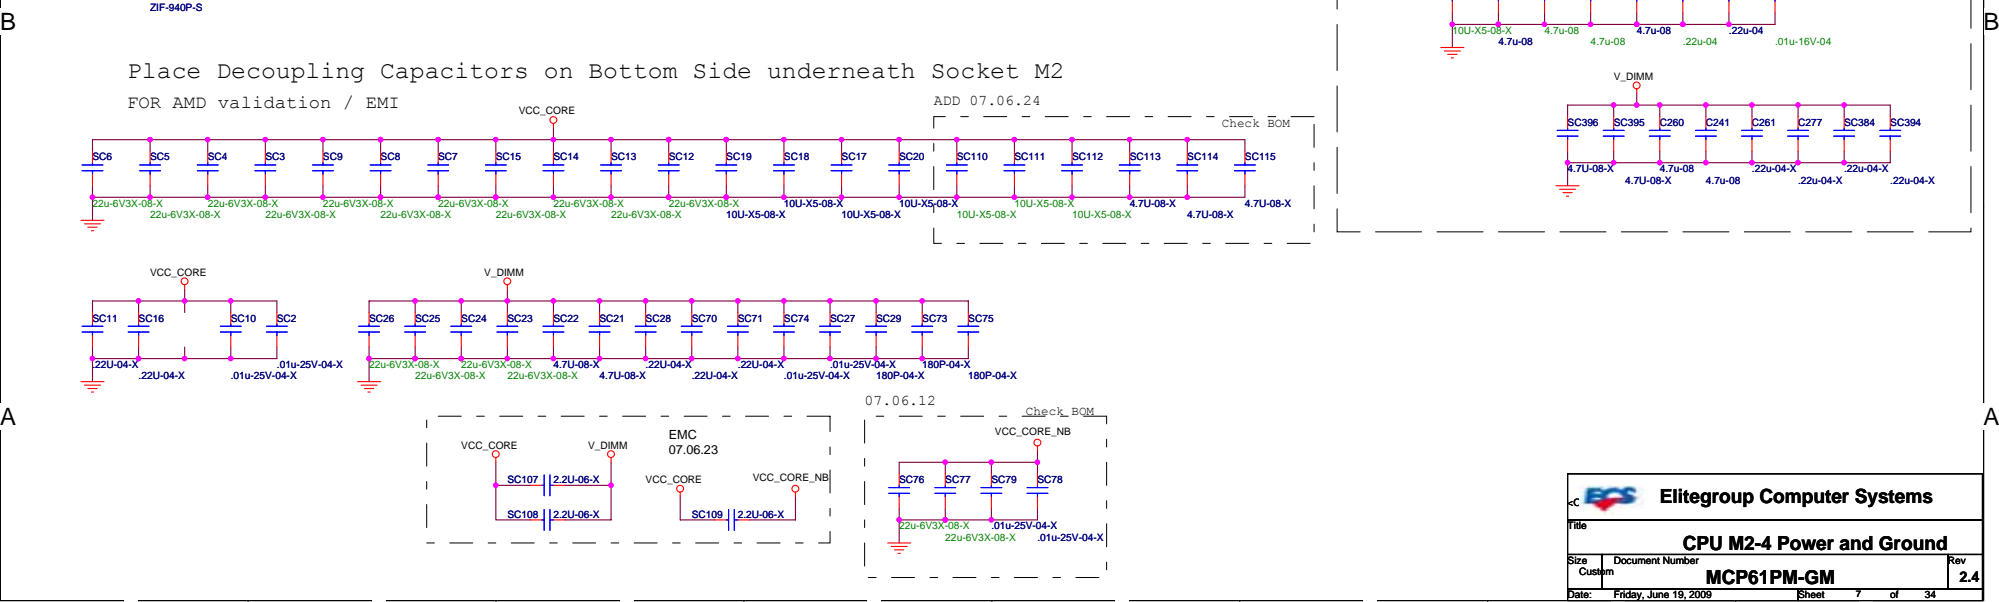 B
ZIF-940P-S
B
10U-X5-08-X 4.7u-08 4.7u-08 .22u-04
4.7u-08 4.7u-08 .22u-04 .01u-16V-04
Place Decoupling Capacitors on Bottom Side underneath Socket M2
FOR AMD validation / EMI
VCC_CORE
ADD 07.06.24
Check BOM
SC6 SC5 SC4 SC3 SC9 SC8 SC7 SC15 SC14 SC13 SC12 SC19 SC18 SC17 SC20 SC110 SC111 SC112 SC113 SC114 SC115
22u-6V3X-08-X 22u-6V3X-08-X 22u-6V3X-08-X 22u-6V3X-08-X 22u-6V3X-08-X 22u-6V3X-08-X 10U-X5-08-X 10U-X5-08-X 10U-X5-08-X 4.7U-08-X 4.7U-08-X
22u-6V3X-08-X 22u-6V3X-08-X 22u-6V3X-08-X 22u-6V3X-08-X 22u-6V3X-08-X 10U-X5-08-X 10U-X5-08-X 10U-X5-08-X 10U-X5-08-X 4.7U-08-X
V_DIMM
SC396 SC395 C260 C241 C261 C277 SC384 SC394
4.7U-08-X 4.7u-08 .22u-04-X .22u-04-X
4.7U-08-X 4.7u-08 .22u-04-X .22u-04-X
VCC_CORE
SC11 SC16 SC10 SC2
.22U-04-X .01u-25V-04-X
.22U-04-X .01u-25V-04-X
V_DIMM
SC26 SC25 SC24 SC23 SC22 SC21 SC28 SC70 SC71 SC74 SC27 SC29 SC73 SC75
22u-6V3X-08-X 22u-6V3X-08-X 4.7U-08-X .22U-04-X .22U-04-X .01u-25V-04-X 180P-04-X
22u-6V3X-08-X 22u-6V3X-08-X 4.7U-08-X .22U-04-X .01u-25V-04-X 180P-04-X 180P-04-X
A
EMC
07.06.23
VCC_CORE V_DIMM
SC107 2.2U-06-X
SC108 2.2U-06-X
VCC_CORE VCC_CORE_NB
SC109 2.2U-06-X
07.06.12
Check BOM
VCC_CORE_NB
SC76 SC77 SC79 SC78
22u-6V3X-08-X .01u-25V-04-X
22u-6V3X-08-X .01u-25V-04-X
A
<C ECS Elitegroup Computer Systems
Title
CPU M2-4 Power and Ground
Size Document Number Rev
Custom MCP61PM-GM 2.4
Date: Friday, June 19, 2009 Sheet 7 of 34